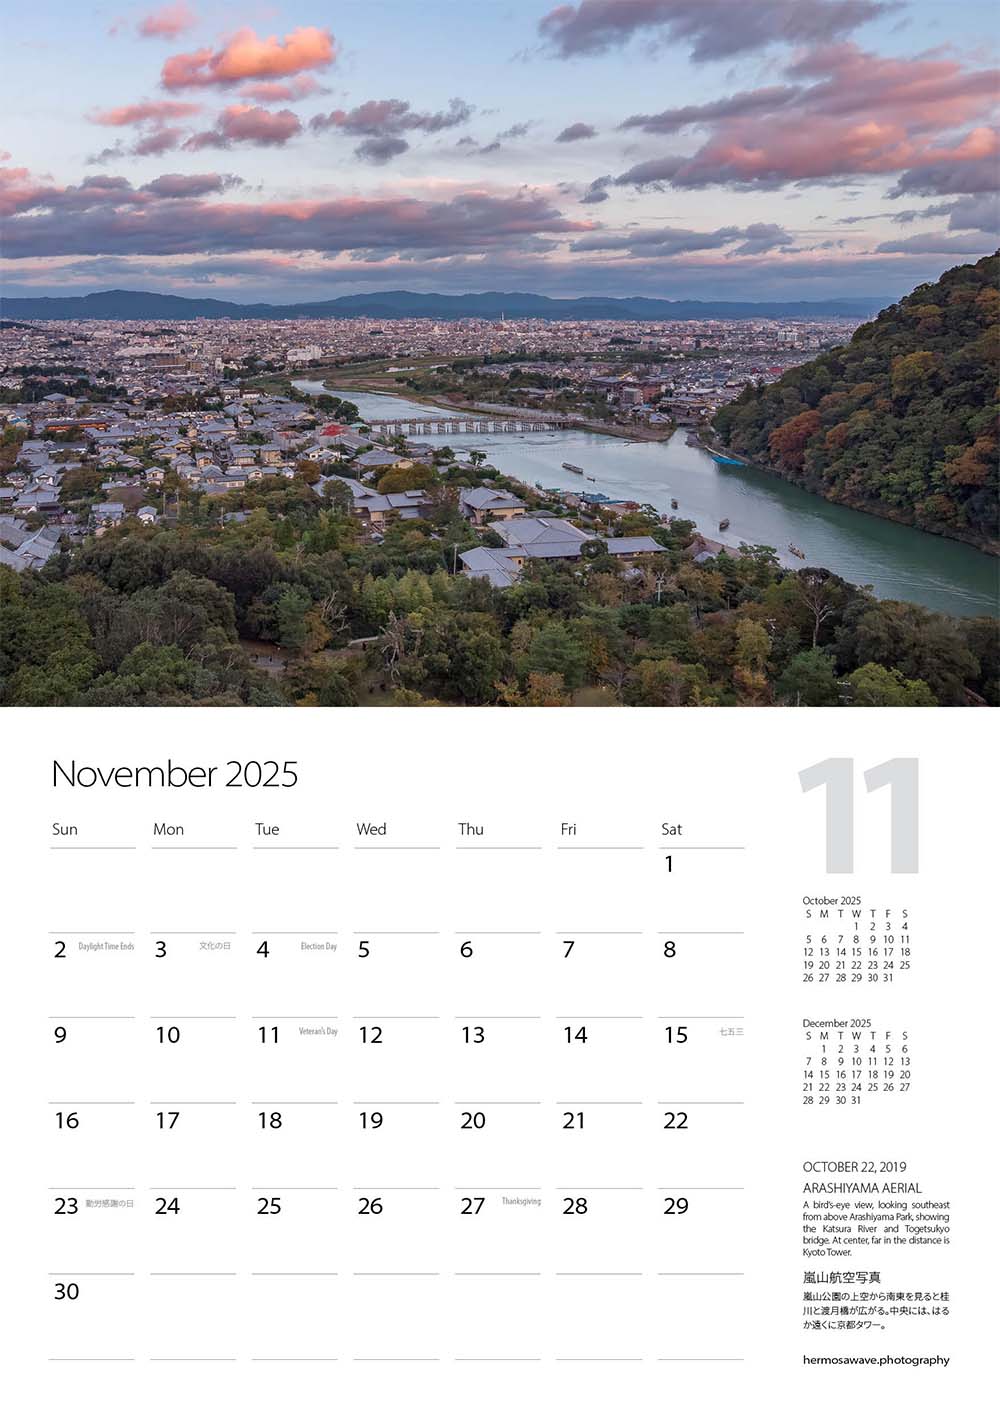 November 2025
11
Sun Mon Tue Wed Thu Fri Sat
1
2 Daylight Time Ends 3 文化の日 4 Election Day 5 6 7 8
9 10 11 Veteran's Day 12 13 14 15 七五三
16 17 18 19 20 21 22
23 勤労感謝の日 24 25 26 27 Thanksgiving 28 29
30
October 2025
S M T W T F S
1 2 3 4
5 6 7 8 9 10 11
12 13 14 15 16 17 18
19 20 21 22 23 24 25
26 27 28 29 30 31
December 2025
S M T W T F S
1 2 3 4 5 6
7 8 9 10 11 12 13
14 15 16 17 18 19 20
21 22 23 24 25 26 27
28 29 30 31
OCTOBER 22, 2019
ARASHIYAMA AERIAL
A bird's-eye view, looking southeast
from above Arashiyama Park, showing
the Katsura River and Togetsukyo
bridge. At center, far in the distance is
Kyoto Tower.
嵐山航空写真
嵐山公園の上空から南東を見ると桂
川と渡月橋が広がる。中央には、はる
か遠くに京都タワー。
hermosawave.photography